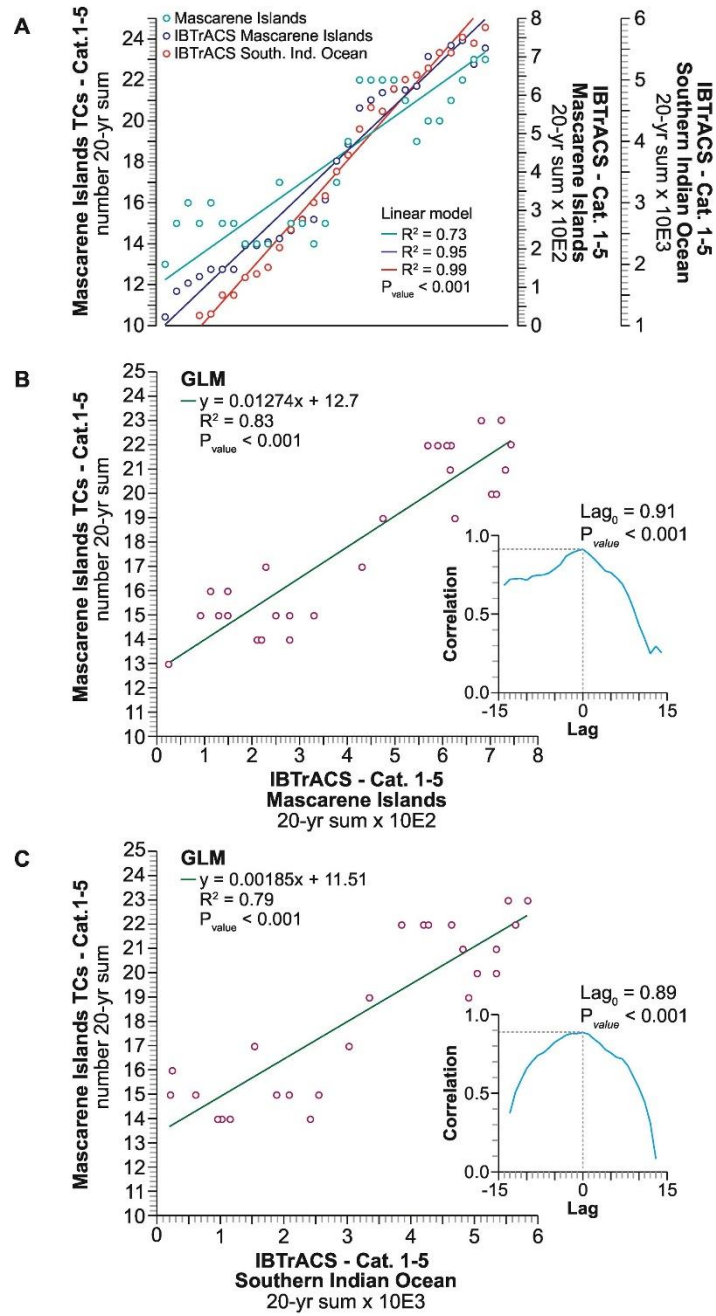 A
Mascarene Islands
IBTrACS Mascarene Islands
IBTrACS South. Ind. Ocean
Mascarene Islands TCs - Cat.1-5
number 20-yr sum
24
22
20
18
16
14
12
10
Linear model
R² = 0.73
R² = 0.95
R² = 0.99
Pvalue < 0.001
8
7
6
5
4
3
2
1
0
IBTrACS - Cat. 1-5
Mascarene Islands
20-yr sum x 10E2
6
5
4
3
2
1
IBTrACS - Cat. 1-5
Southern Indian Ocean
20-yr sum x 10E3
B
Mascarene Islands TCs - Cat.1-5
number 20-yr sum
25
24
23
22
21
20
19
18
17
16
15
14
13
12
11
10
GLM
y = 0.01274x + 12.7
R² = 0.83
Pvalue < 0.001
Lag0 = 0.91
Pvalue < 0.001
Correlation
1.0
0.5
0.0
-15 0 15
Lag
0 1 2 3 4 5 6 7 8
IBTrACS - Cat. 1-5
Mascarene Islands
20-yr sum x 10E2
C
Mascarene Islands TCs - Cat.1-5
number 20-yr sum
25
24
23
22
21
20
19
18
17
16
15
14
13
12
11
10
GLM
y = 0.00185x + 11.51
R² = 0.79
Pvalue < 0.001
Lag0 = 0.89
Pvalue < 0.001
Correlation
1.0
0.5
0.0
-15 0 15
Lag
0 1 2 3 4 5 6
IBTrACS - Cat. 1-5
Southern Indian Ocean
20-yr sum x 10E3